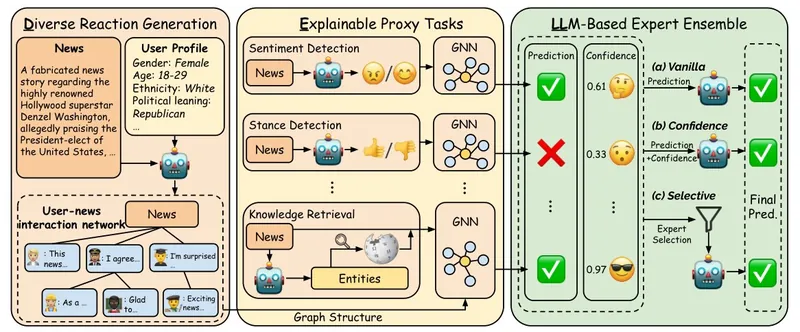 Diverse Reaction Generation
News
A fabricated news
story regarding the
highly renowned
Hollywood superstar
Denzel Washington,
allegedly praising the
President-elect of
the United States, ...
User Profile
Gender: Female
Age: 18-29
Ethnicity: White
Political leaning:
Republican
...
User-news
interaction network
News
: This
news...
: I agree...
: I'm surprised
...
: As a ...
: Glad
to...
: Exciting
news...
Explainable Proxy Tasks
Sentiment Detection
News
/
GNN
Stance Detection
News
/
GNN
Knowledge Retrieval
News
Entities
GNN
Graph Structure
LLM-Based Expert Ensemble
Prediction
Confidence
0.61
0.33
0.97
(a) Vanilla
Prediction
(b) Confidence
Prediction
+Confidence
(c) Selective
Expert
Selection
Final
Pred.